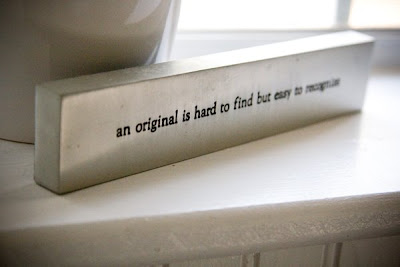 an original is hard to find but easy to recognize